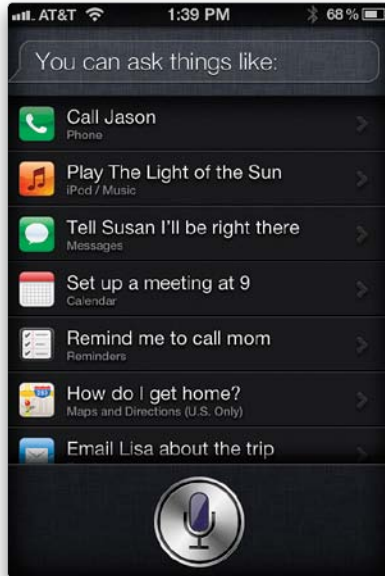 AT&T 1:39 PM 68%
You can ask things like:
Call Jason
Phone
Play The Light of the Sun
iPod / Music
Tell Susan I'll be right there
Messages
Set up a meeting at 9
Calendar
Remind me to call mom
Reminders
How do I get home?
Maps and Directions (U.S. Only)
Email Lisa about the trip